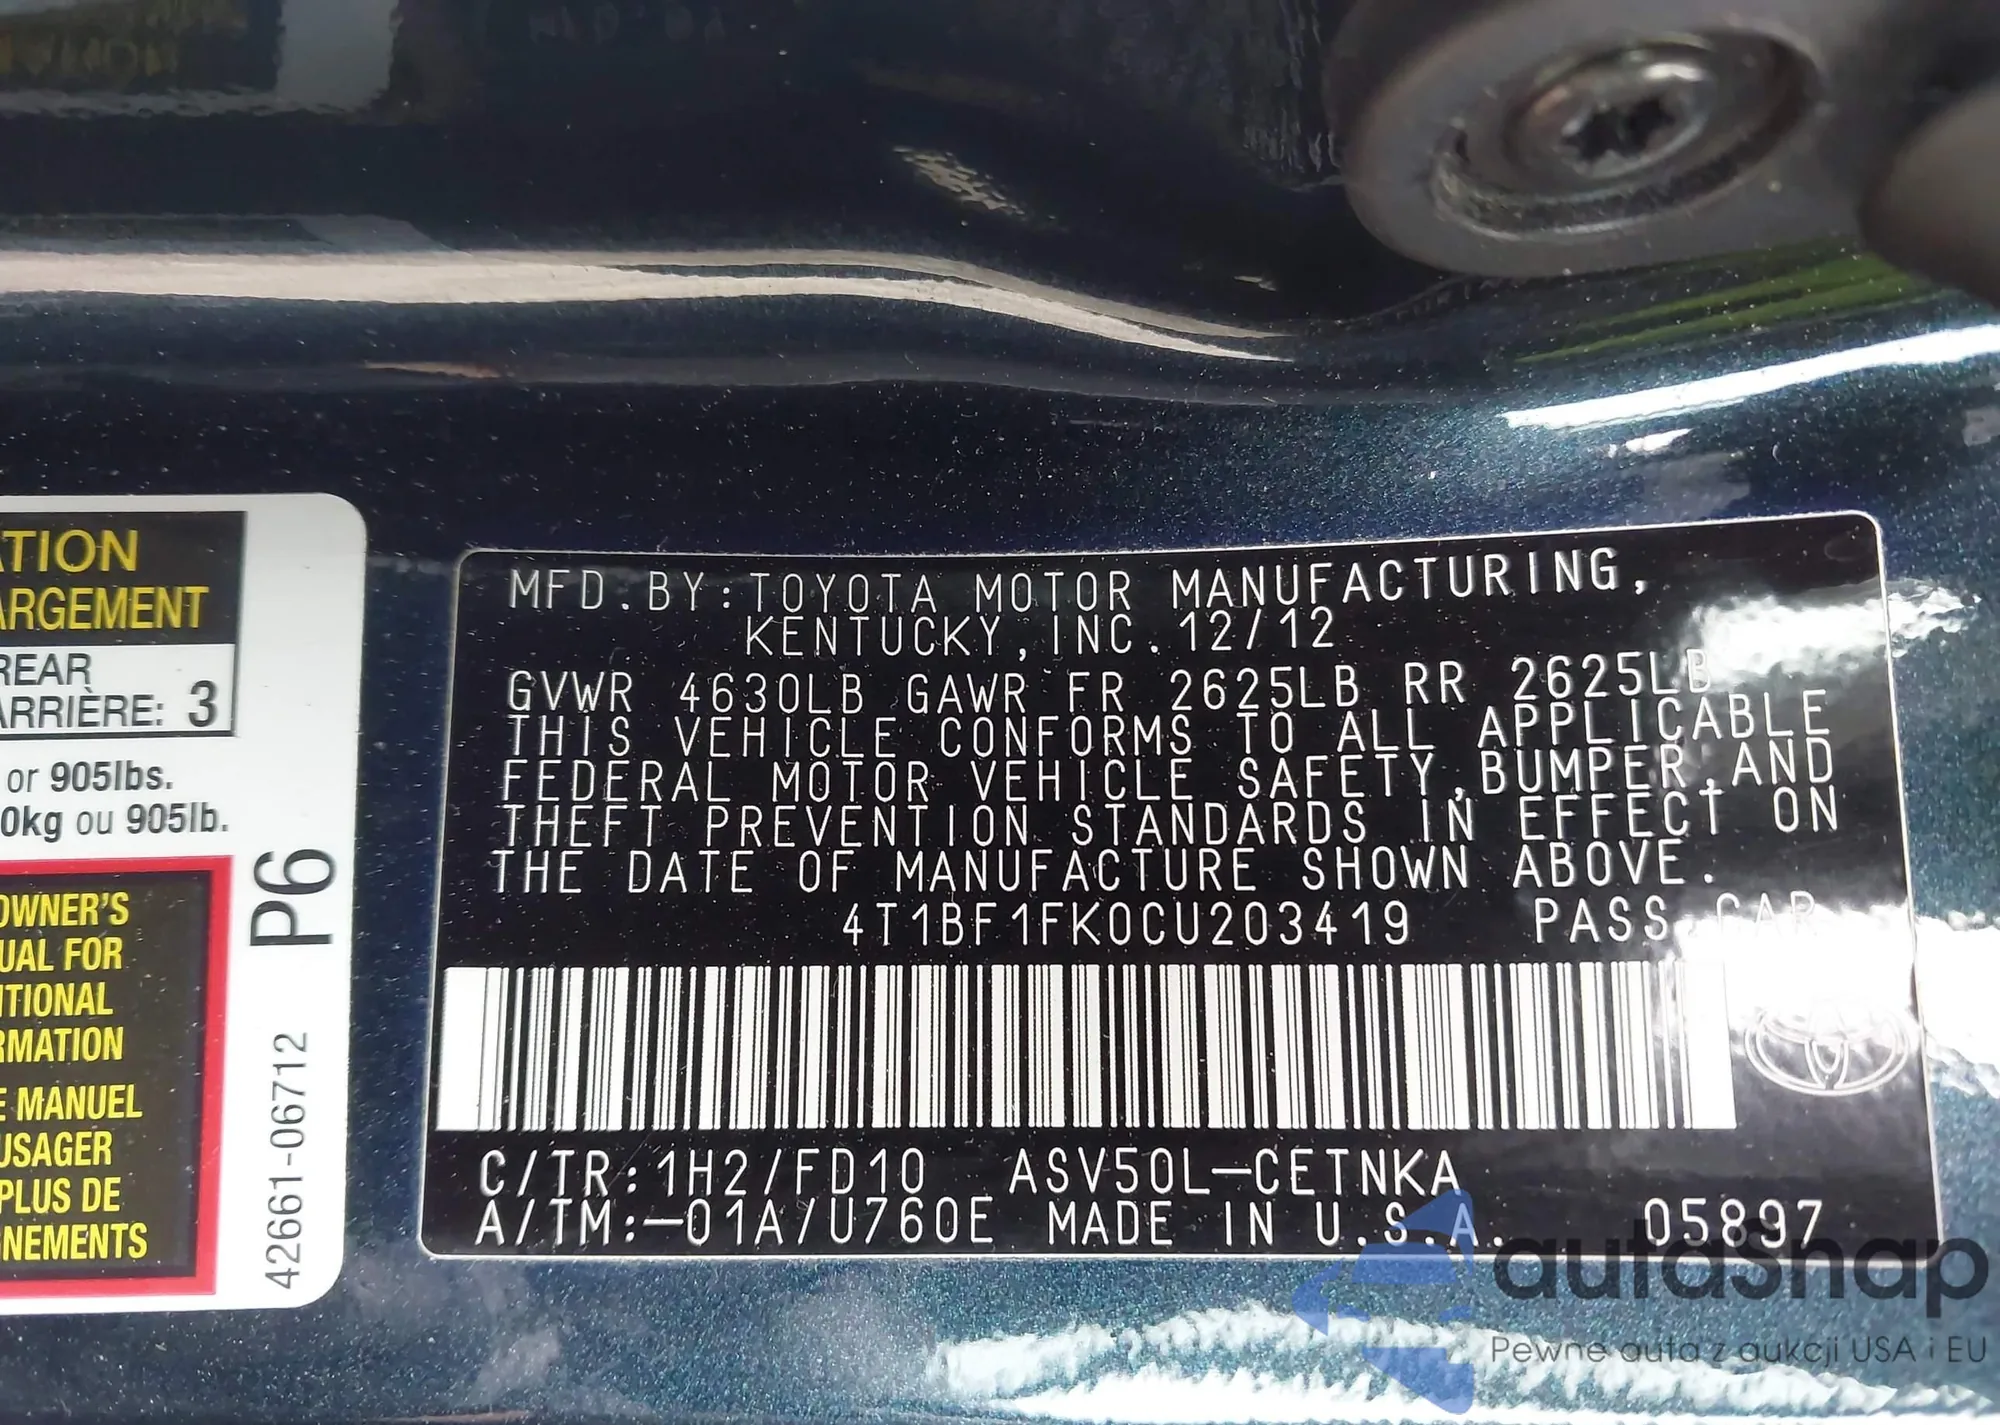 ATION
ARGEMENT
REAR
ARRIÈRE: 3
or 905lbs.
0kg ou 905lb.
OWNER'S
UAL FOR
ITIONAL
RMATION
E MANUEL
USAGER
PLUS DE
GNEMENTS
P6
42661-06712
MFD.BY:TOYOTA MOTOR MANUFACTURING,
KENTUCKY,INC.12/12
GVWR 4630LB GAWR FR 2625LB RR 2625LB
THIS VEHICLE CONFORMS TO ALL APPLICABLE
FEDERAL MOTOR VEHICLE SAFETY,BUMPER,AND
THEFT PREVENTION STANDARDS IN EFFECT ON
THE DATE OF MANUFACTURE SHOWN ABOVE.
4T1BF1FK0CU203419 PASS CAR
C/TR:1H2/FD10 ASV50L-CETNKA
A/TM:-01A/U760E MADE IN U.S.A. 05897
autasnap
Pewne auta z aukcji USA i EU